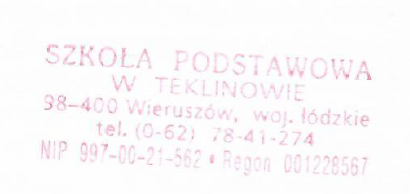 SZKOŁA PODSTAWOWA
W TEKLINOWIE
98-400 Wieruszów, woj. łódzkie
tel. (0-62) 78-41-274
NIP 997-00-21-562 • Regon 001228567